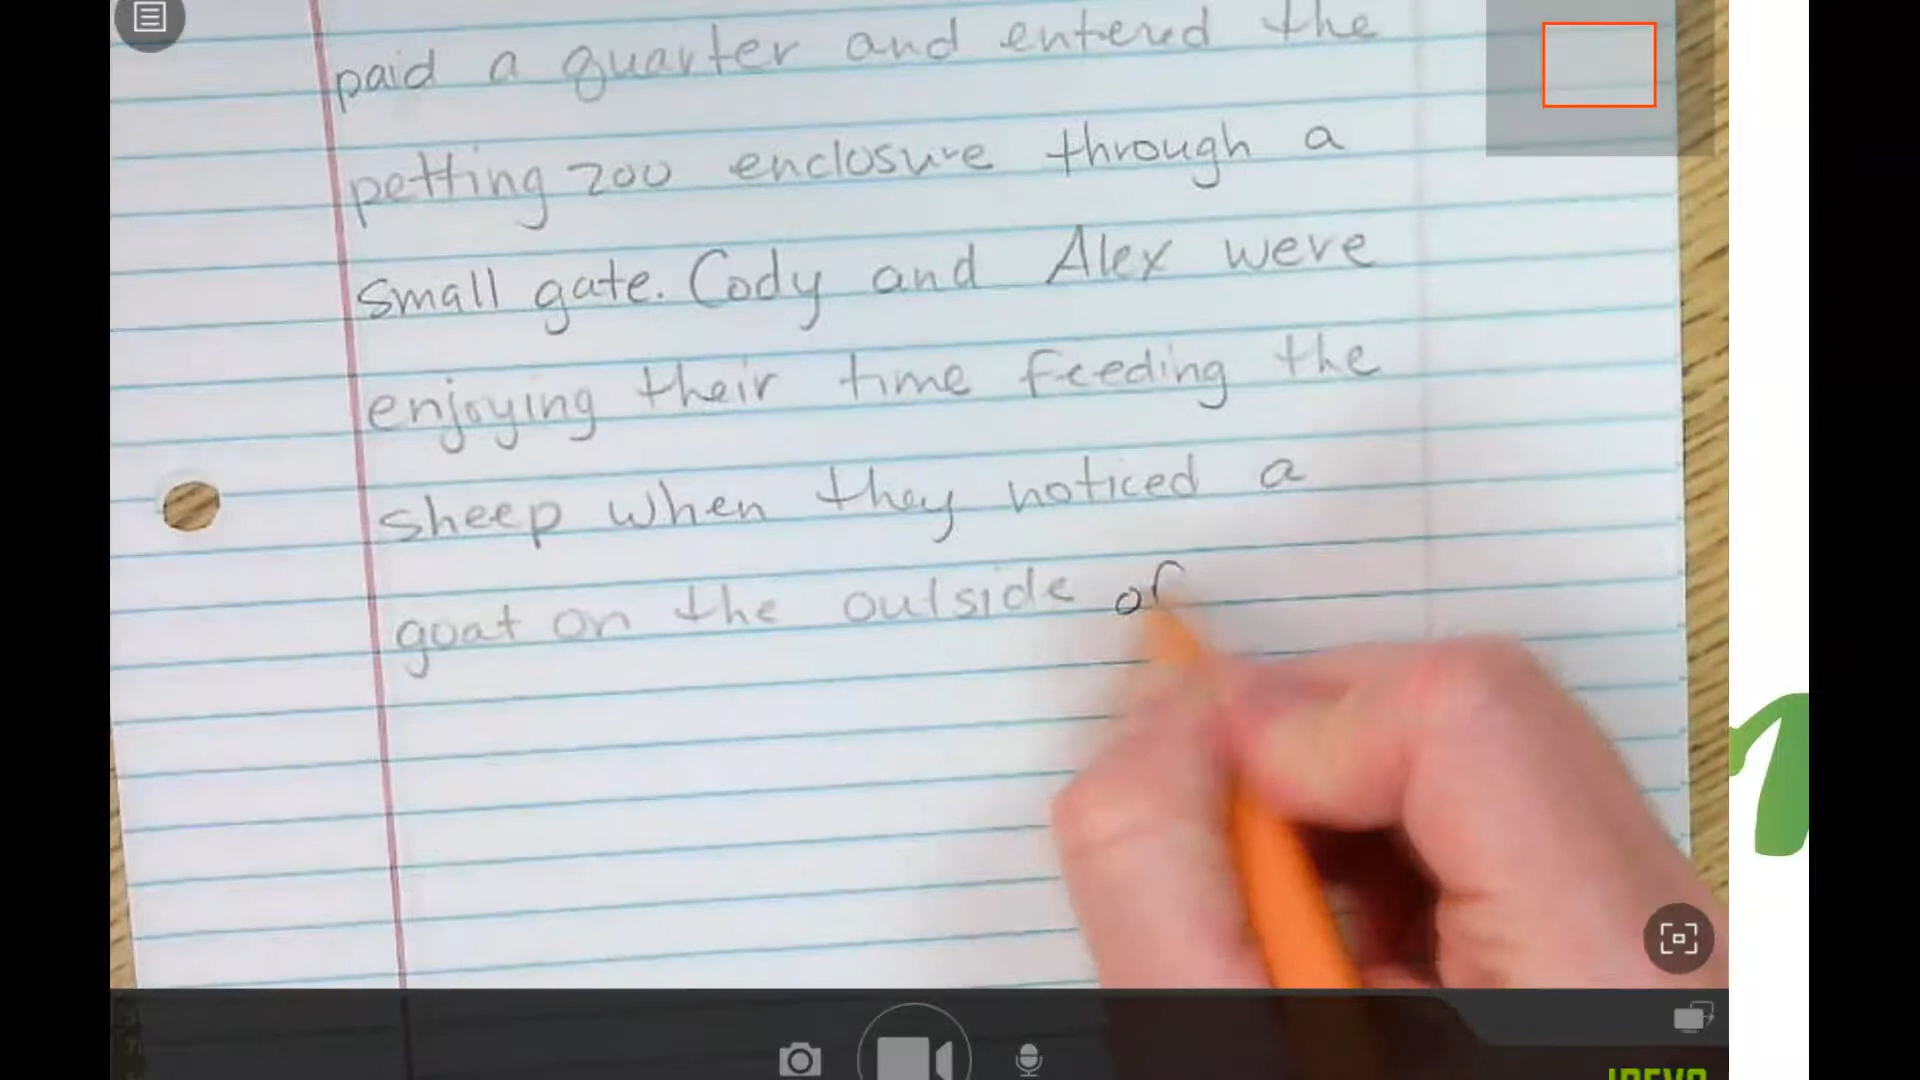 paid a quarter and entered the
petting zoo enclosure through a
small gate. Cody and Alex were
enjoying their time feeding the
sheep when they noticed a
goat on the outside of